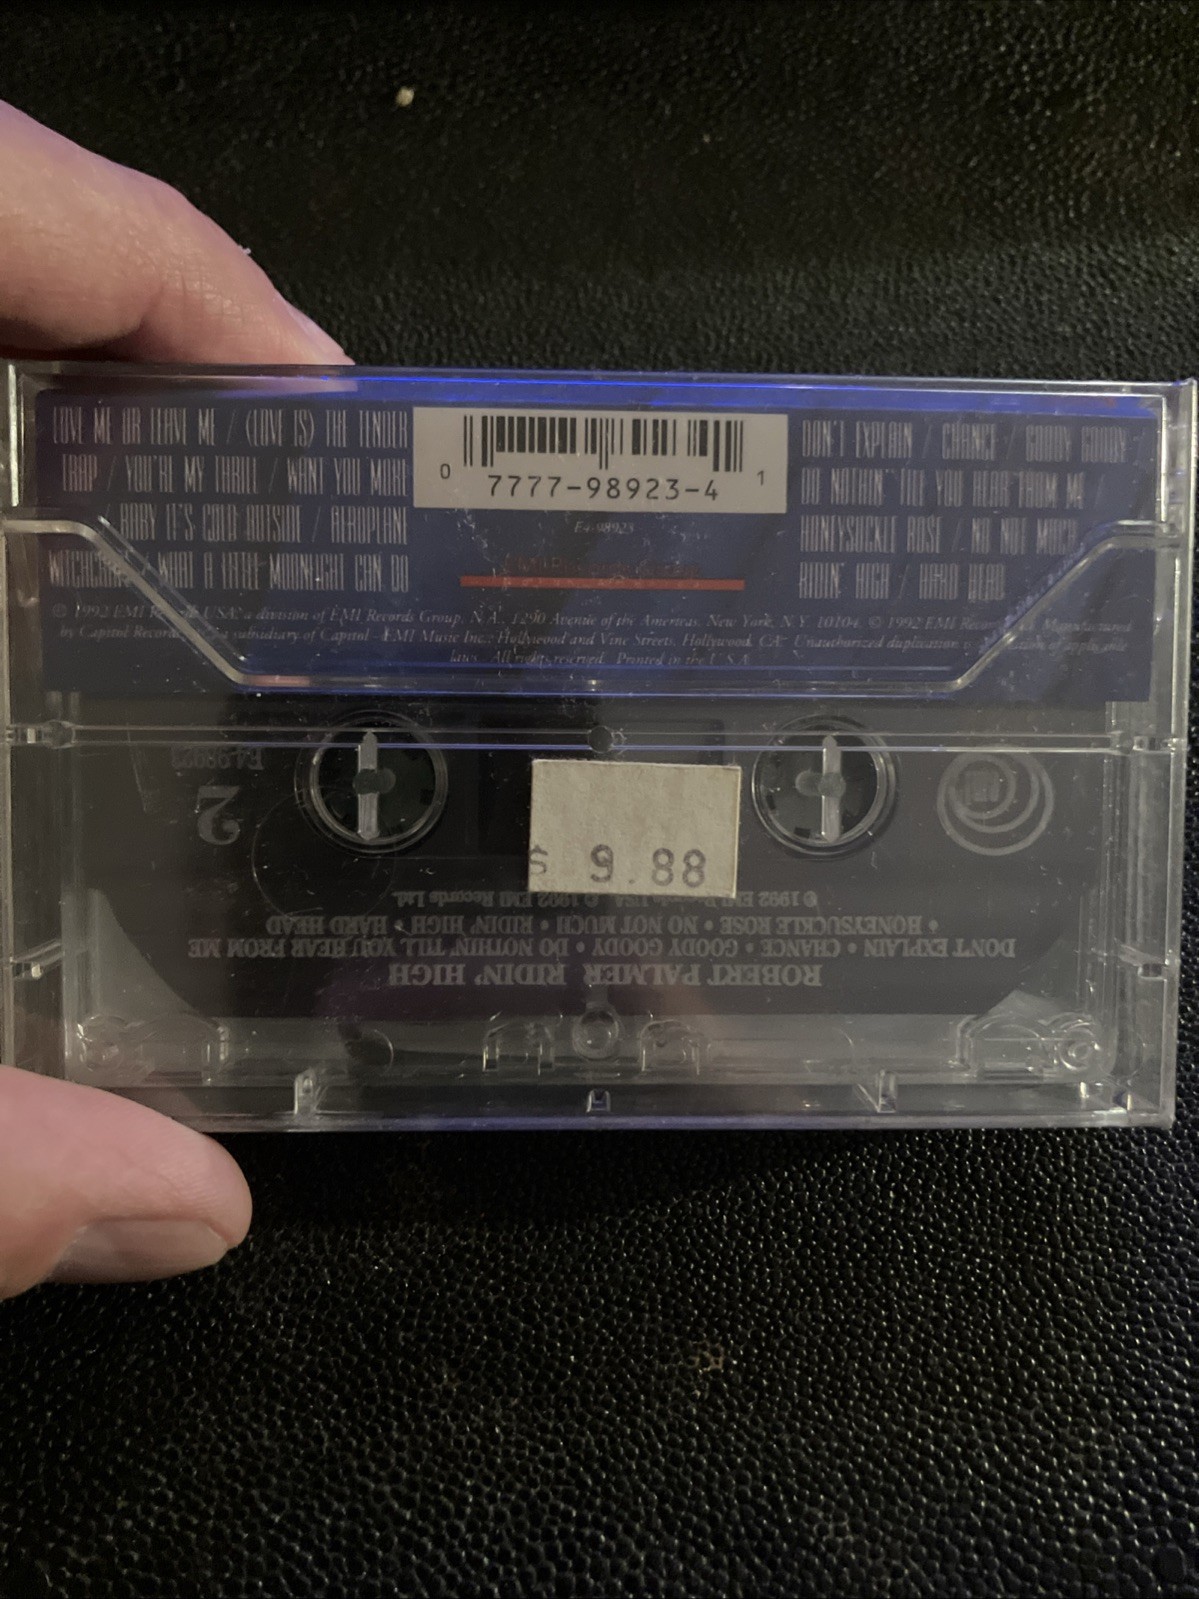 LOVE ME OR LEAVE ME / (LOVE IS) THE TENDER
TRAP / YOU'RE MY THRILL / WANT YOU MORE
BABY IT'S COLD OUTSIDE / AEROPLANE
WITCHCRAFT / WHAT A LITTLE MOONLIGHT CAN DO
0 7777-98923-4 1
E4-98923
DON'T EXPLAIN / CHANCE / GOODY GOODY
DO NOTHIN' TILL YOU HEAR FROM ME /
HONEYSUCKLE ROSE / NO NOT MUCH
RIDIN' HIGH / HARD HEAD
℗ 1992 EMI Records USA, a division of EMI Records Group, N.A., 1290 Avenue of the Americas, New York, N.Y. 10104. © 1992 EMI Manufactured
by Capitol Records, a subsidiary of Capitol-EMI Music Inc., Hollywood and Vine Streets, Hollywood, CA. Unauthorized duplication is violation of applicable
laws. All rights reserved. Printed in the U.S.A.
E4-98923
2
$ 9.88
℗ 1992 EMI Records USA © 1992 EMI Records Ltd.
• HONEYSUCKLE ROSE • NO NOT MUCH • RIDIN' HIGH • HARD HEAD
DON'T EXPLAIN • CHANCE • GOODY GOODY • DO NOTHIN' TILL YOU HEAR FROM ME
ROBERT PALMER RIDIN' HIGH